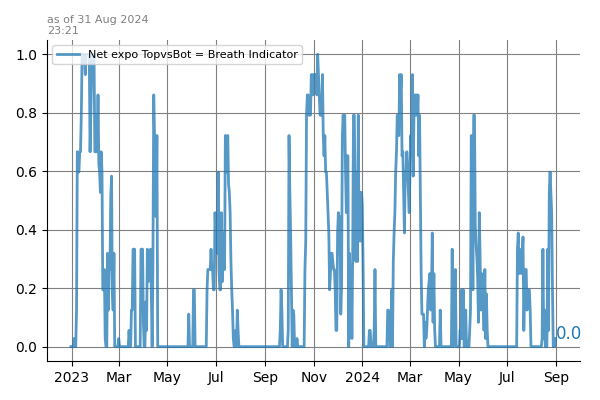 as of 31 Aug 2024
23:21
Net expo TopvsBot = Breath Indicator
1.0
0.8
0.6
0.4
0.2
0.0
0.0
2023 Mar May Jul Sep Nov 2024 Mar May Jul Sep